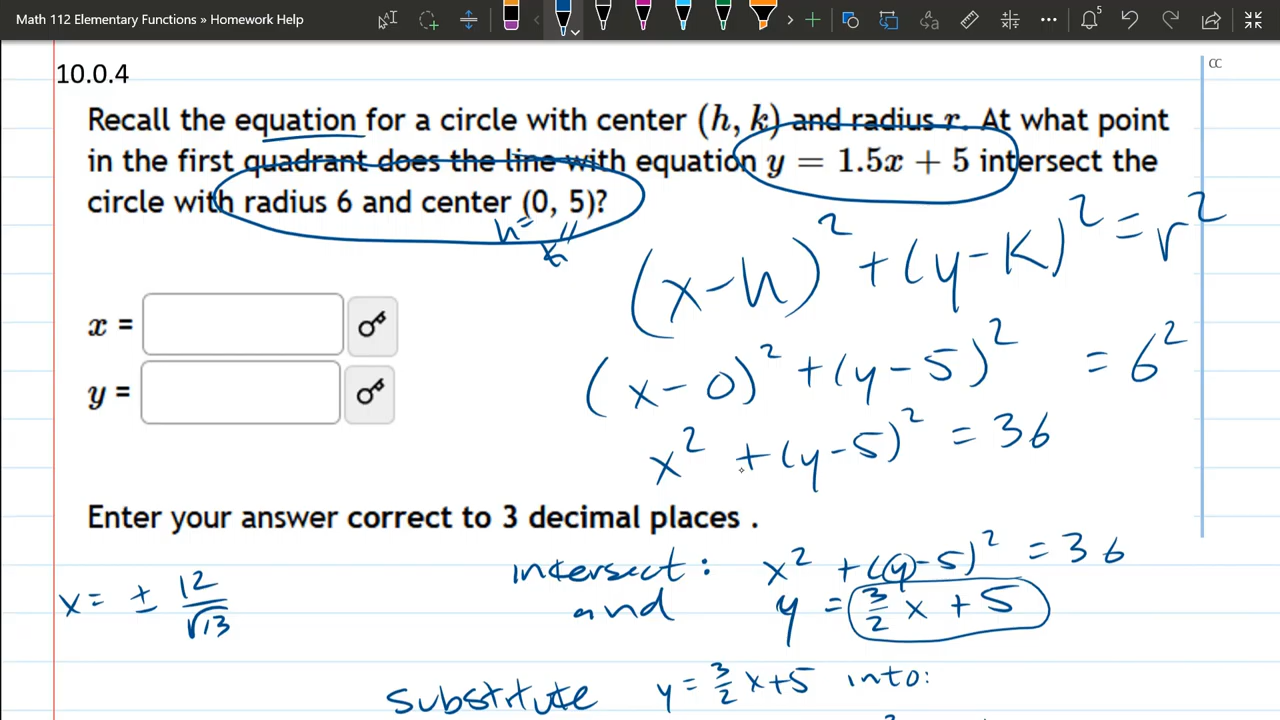 Math 112 Elementary Functions » Homework Help
5
CC
10.0.4
Recall the equation for a circle with center (h, k) and radius r. At what point
in the first quadrant does the line with equation y = 1.5x + 5 intersect the
circle with radius 6 and center (0, 5)?
h=
k
(x-h)² + (y-k)² = r²
x =
(x-0)² + (y-5)² = 6²
y =
x² + (y-5)² = 36
Enter your answer correct to 3 decimal places .
intersect: x² + (y-5)² = 36
x = ± 12/√13
and y = 3/2 x + 5
substitute y = 3/2 x+5 into: